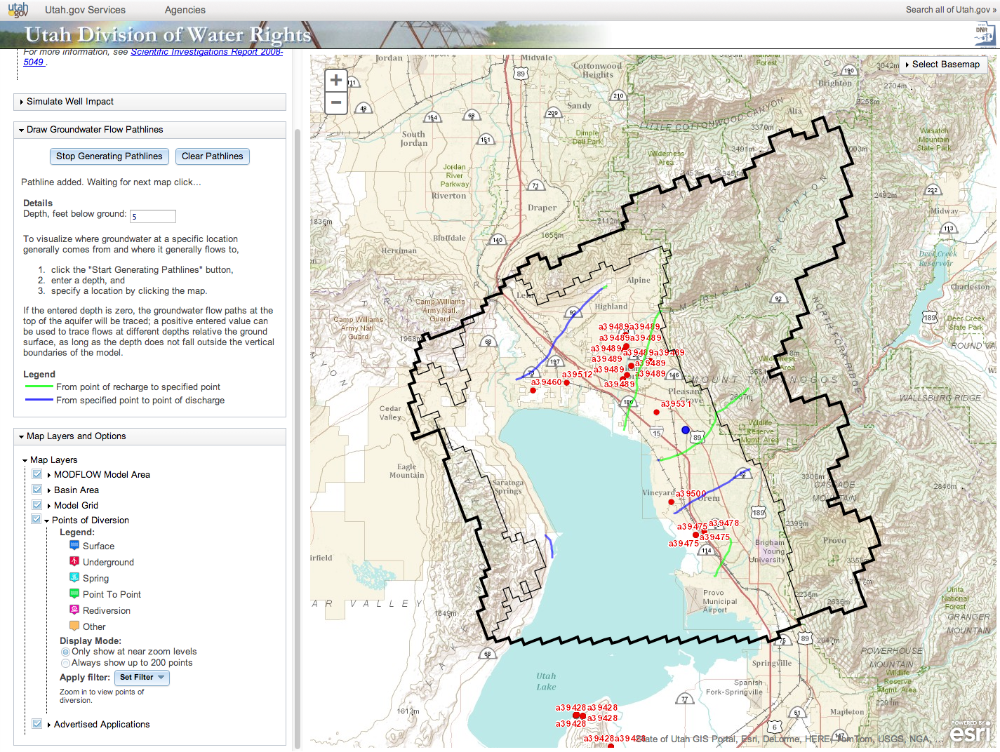 utah.gov
Utah.gov Services
Agencies
Search all of Utah.gov »
Utah Division of Water Rights
UTAH
DNR
For more information, see Scientific Investigations Report 2008-
5049 .
Simulate Well Impact
Draw Groundwater Flow Pathlines
Stop Generating Pathlines
Clear Pathlines
Pathline added. Waiting for next map click...
Details
Depth, feet below ground: 5
To visualize where groundwater at a specific location
generally comes from and where it generally flows to,
1. click the "Start Generating Pathlines" button,
2. enter a depth, and
3. specify a location by clicking the map.
If the entered depth is zero, the groundwater flow paths at the
top of the aquifer will be traced; a positive entered value can
be used to trace flows at different depths relative the ground
surface, as long as the depth does not fall outside the vertical
boundaries of the model.
Legend
From point of recharge to specified point
From specified point to point of discharge
Map Layers and Options
Map Layers
MODFLOW Model Area
Basin Area
Model Grid
Points of Diversion
Legend:
Surface
Underground
Spring
Point To Point
Rediversion
Other
Display Mode:
Only show at near zoom levels
Always show up to 200 points
Apply filter: Set Filter
Zoom in to view points of
diversion.
Advertised Applications
+
−
Select Basemap
Jordan
Midvale
National
Forest
3042m
89
Cottonwood
Heights
190
Brighton
2704m
111
210
3258m
48
154
68
209
Sandy
Alta
LITTLE COTTONWOOD CANYON
3370m
South
Jordan
151
Dimple
Dell Park
Wasatch
Mountain
State Park
3491m
Wilderness
Area
Jordan
River
Parkway
3453m
71
Riverton
222
2492m
Draper
Midway
1836m
2112m
113
Bluffdale
1655m
140
Herriman
Deer Creek
Reservoir
Alpine
Charleston
Camp Williams
Army Natl.
Guard
92
Highland
AMERICAN FORK CANYON
92
NORTH FORK RIDGE
189
Deer Creek
State Park
Camp Williams
Army Natl
Guard
1958m
68
a39489a39489
a39489a39489
a39489
a39489a39489
a39489
a39489
a39489
a39489
a39489
197
a39512
a39460
146
MOUNT TIMPANOGOS
Pleasant
Grove
WALLSBURG RIDGE
2667m
180
a39531
Cedar
Valley
15
89
Wildlife
Reserve
Mgmt. Area
Eagle
Mountain
52
3300m
CASCADE
MOUNTAIN
2846m
Saratoga
Springs
Vineyard
a39500
Orem
189
2399m
a39475
a39478
a39475
a39475
Provo
Brigham
Young
University
114
3355m
Provo
Municipal
Airport
2238m
2636m
Uinta
National
Forest
GRANGER
MOUNTAIN
1649m
75
89
2047m
68
POWERHOUSE
MOUNTAIN
Springville
Utah
Lake
Spanish
Fork-Springville
Wildlife
Reserve
Mgmt. Area
77
2291m
1613m
a39428a39428
a39428
a39428
51
Mapleton
6
147
a39428a39428
State of Utah GIS Portal, Esri, DeLorme, HERE, TomTom, USGS, NGA, ...
POWERED BY
esri